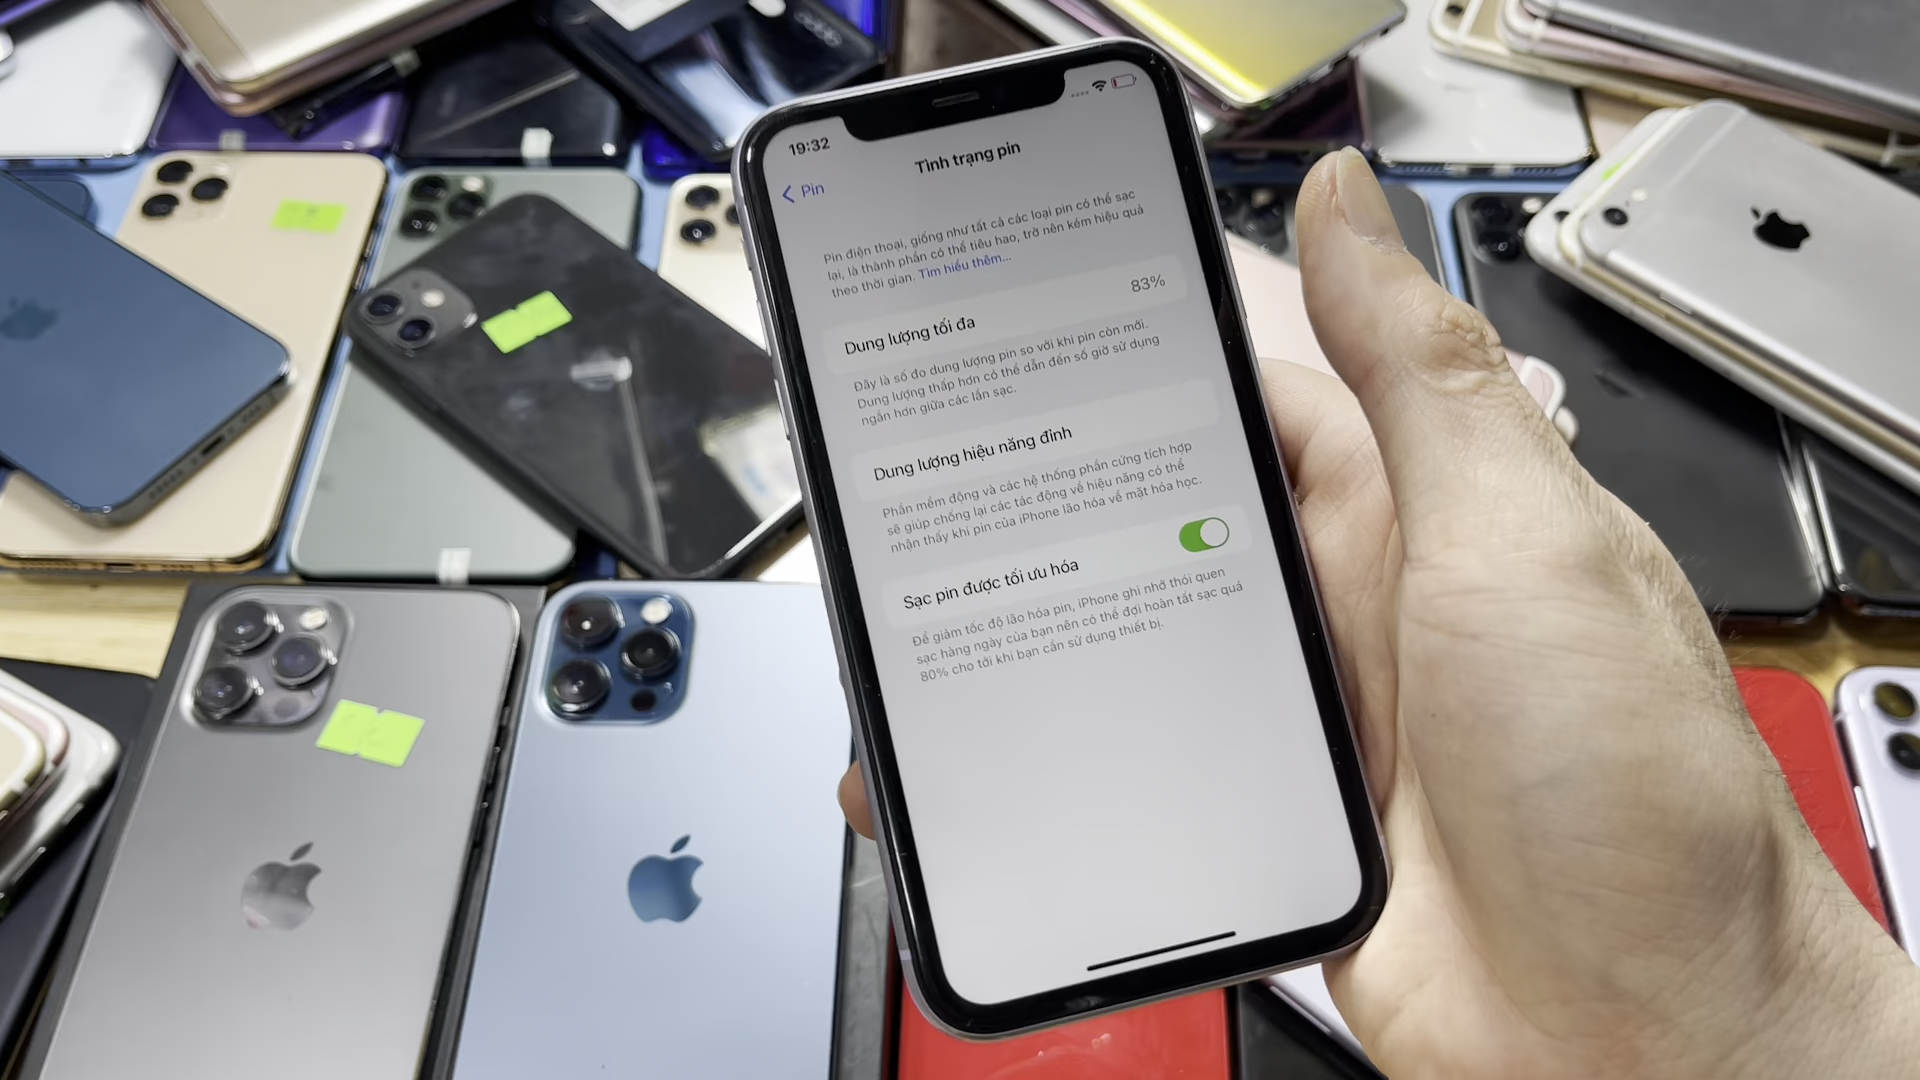 oppo
19:32
Pin
Tình trạng pin
Pin điện thoại, giống như tất cả các loại pin có thể sạc
lại, là thành phần có thể tiêu hao, trở nên kém hiệu quả
theo thời gian. Tìm hiểu thêm...
Dung lượng tối đa 83%
Đây là số đo dung lượng pin so với khi pin còn mới.
Dung lượng thấp hơn có thể dẫn đến số giờ sử dụng
ngắn hơn giữa các lần sạc.
Dung lượng hiệu năng đỉnh
Phần mềm động và các hệ thống phần cứng tích hợp
sẽ giúp chống lại các tác động về hiệu năng có thể
nhận thấy khi pin của iPhone lão hóa về mặt hóa học.
Sạc pin được tối ưu hóa
Để giảm tốc độ lão hóa pin, iPhone ghi nhớ thói quen
sạc hàng ngày của bạn nên có thể đợi hoàn tất sạc quá
80% cho tới khi bạn cần sử dụng thiết bị.